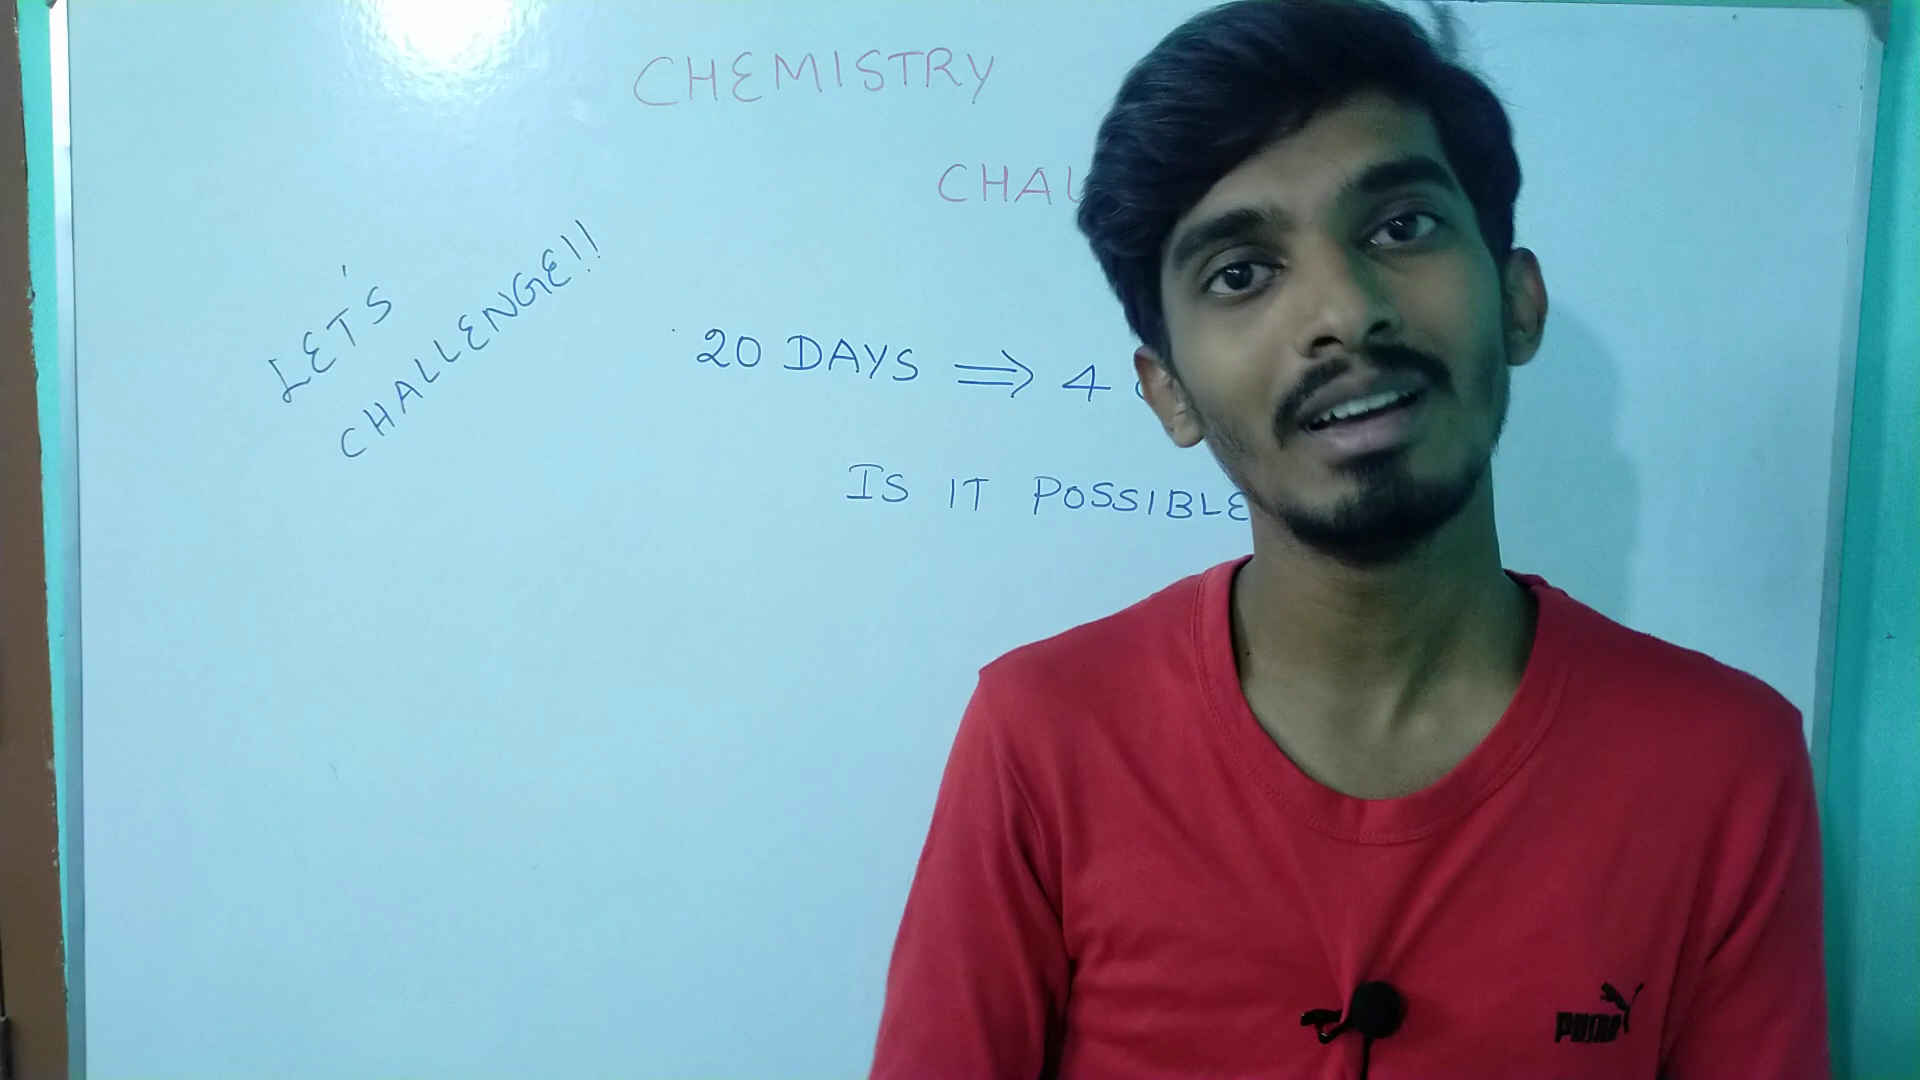 CHEMISTRY
CHAL
LET'S
CHALLENGE!!
20 DAYS ⇒ 4
IS IT POSSIBLE
PUMA